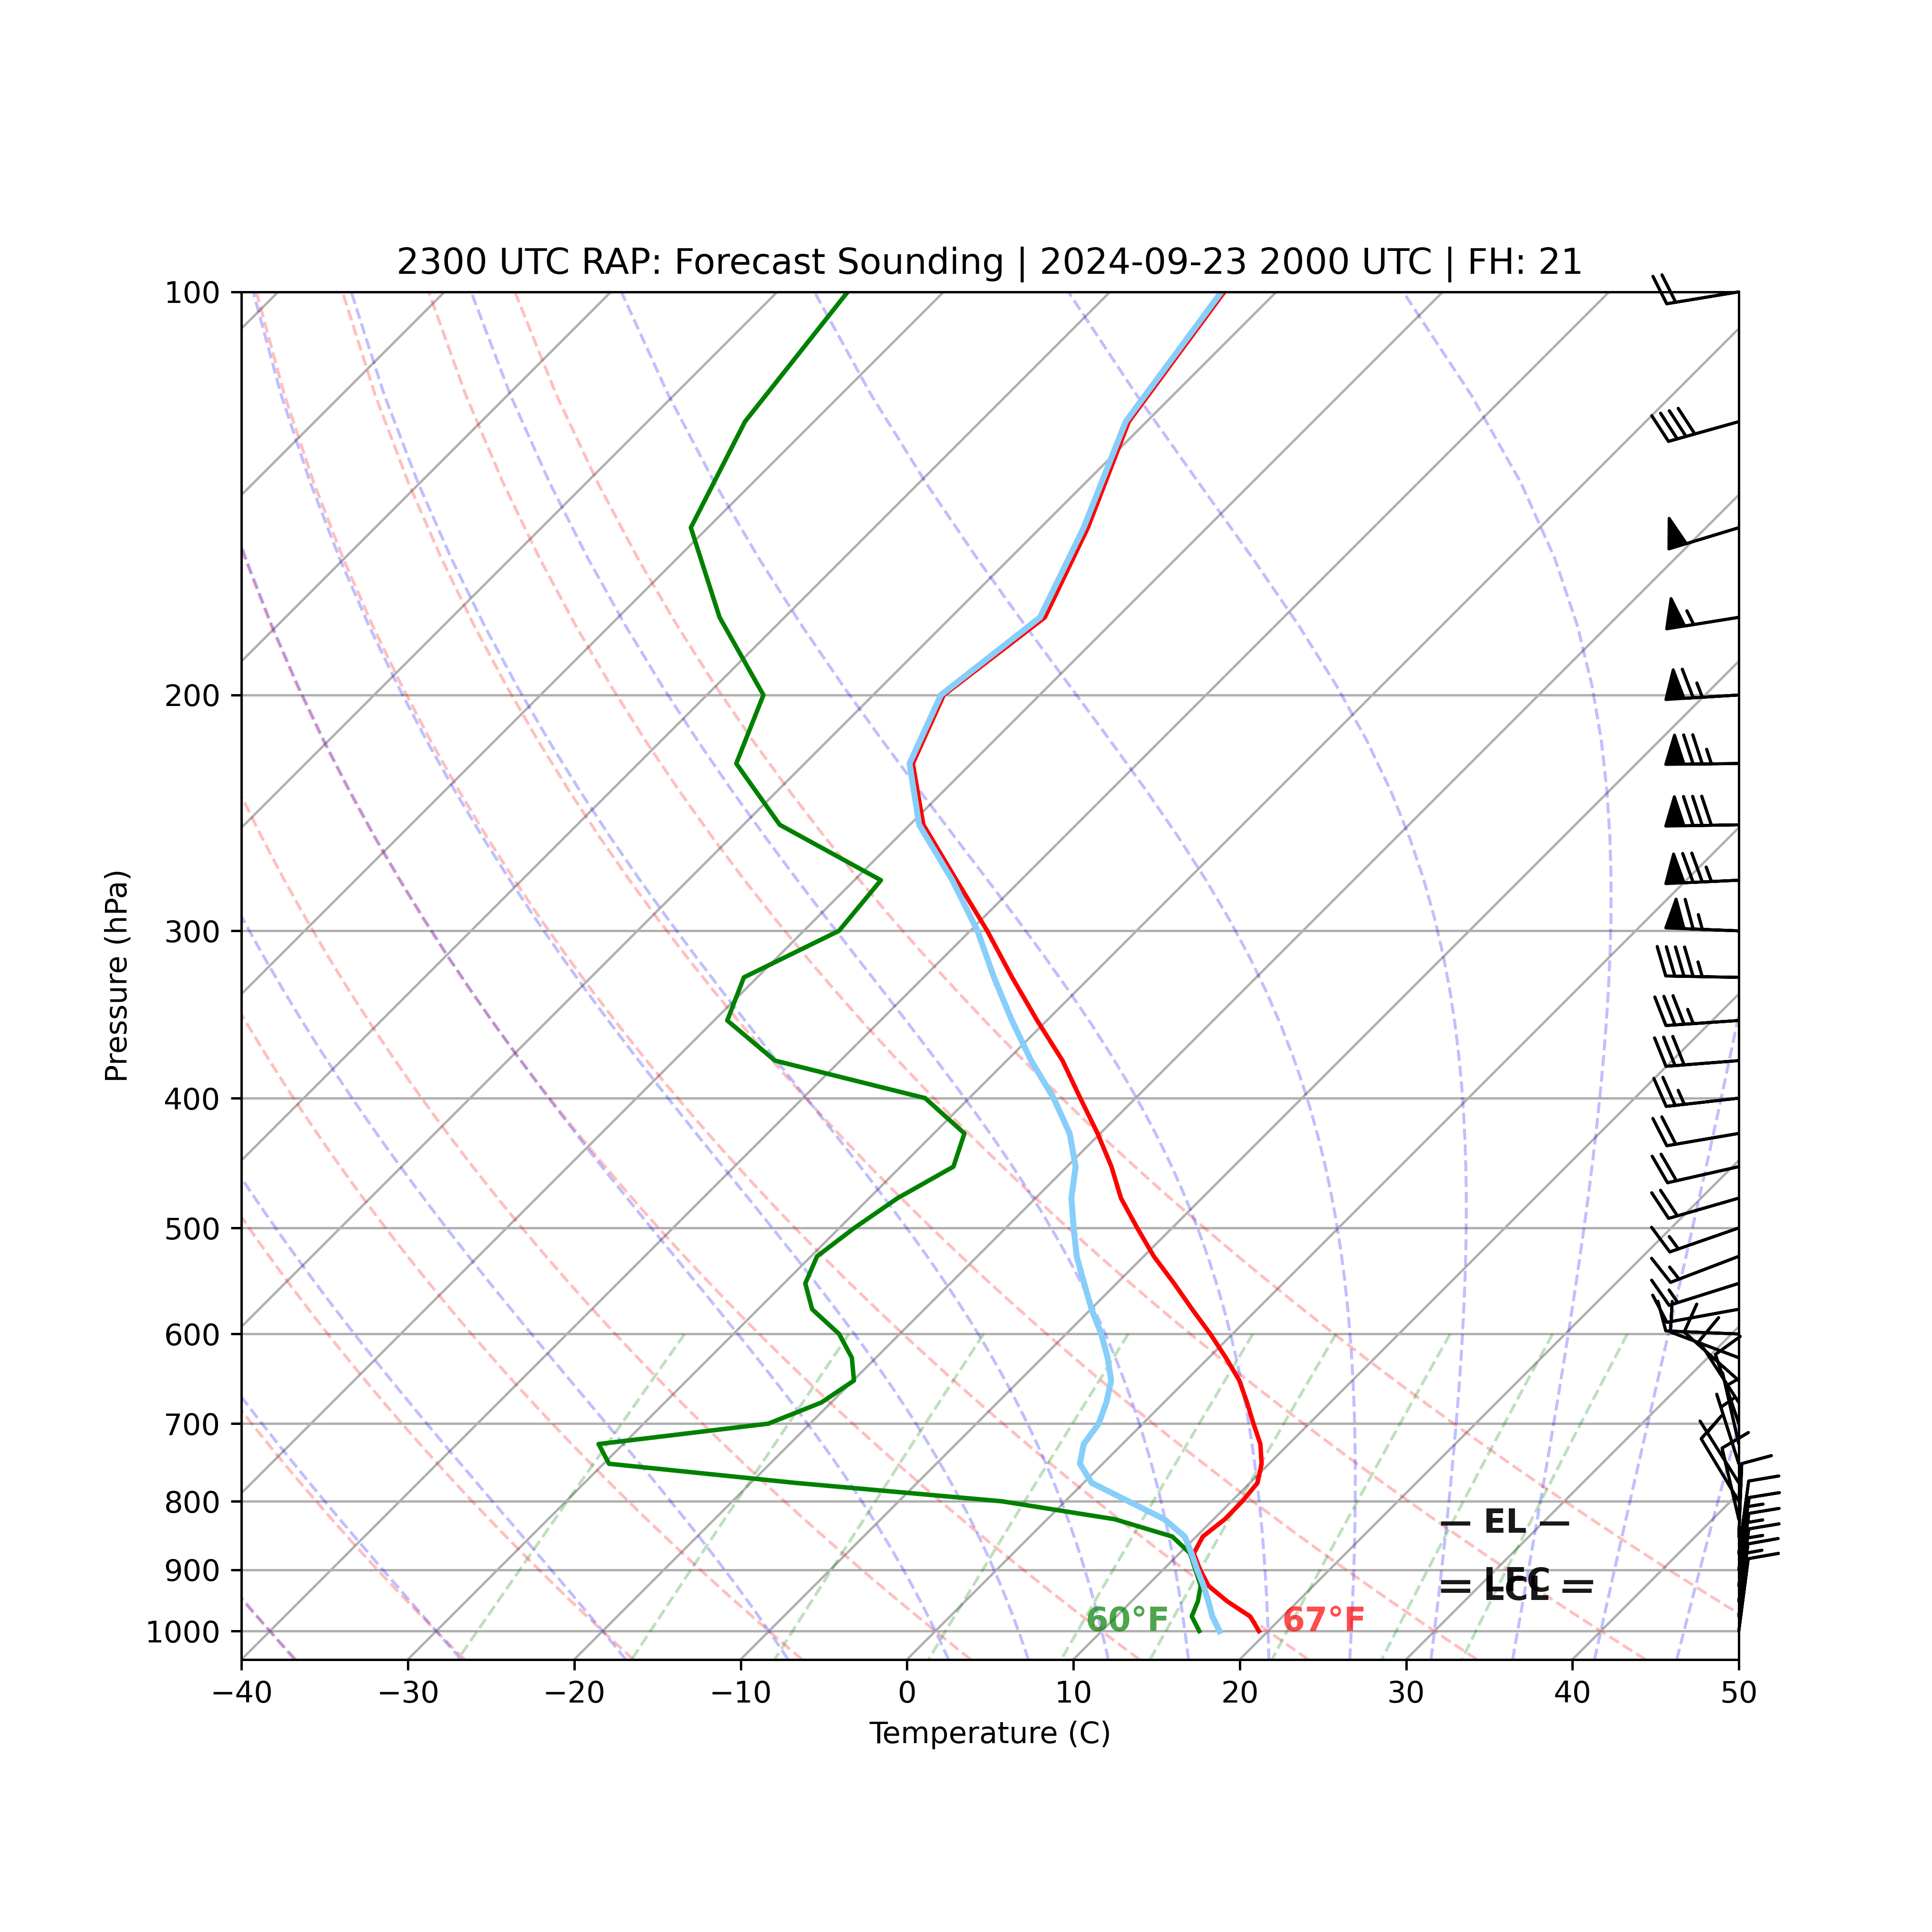 2300 UTC RAP: Forecast Sounding | 2024-09-23 2000 UTC | FH: 21
100
200
300
400
500
600
700
800
900
1000
Pressure (hPa)
— EL —
= LFC
LCL =
60°F
67°F
−40 −30 −20 −10 0 10 20 30 40 50
Temperature (C)